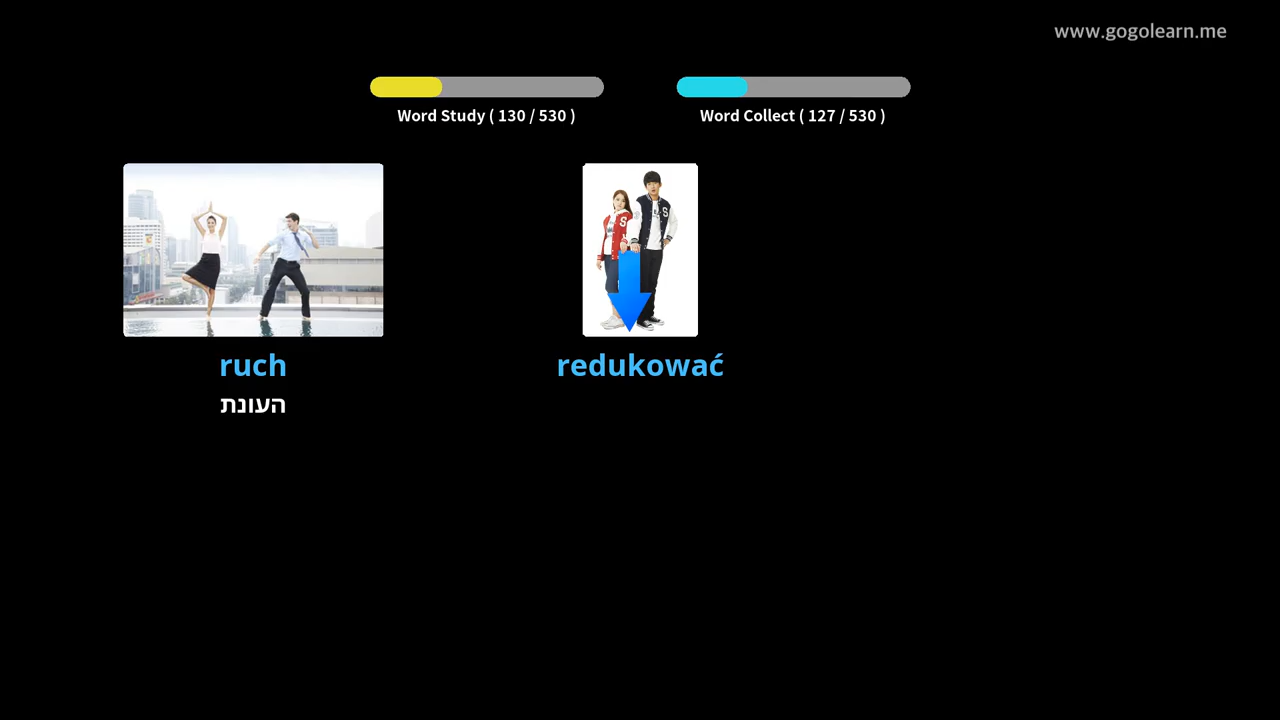 www.gogolearn.me
Word Study ( 130 / 530 )
Word Collect ( 127 / 530 )
ruch
העונת
redukować